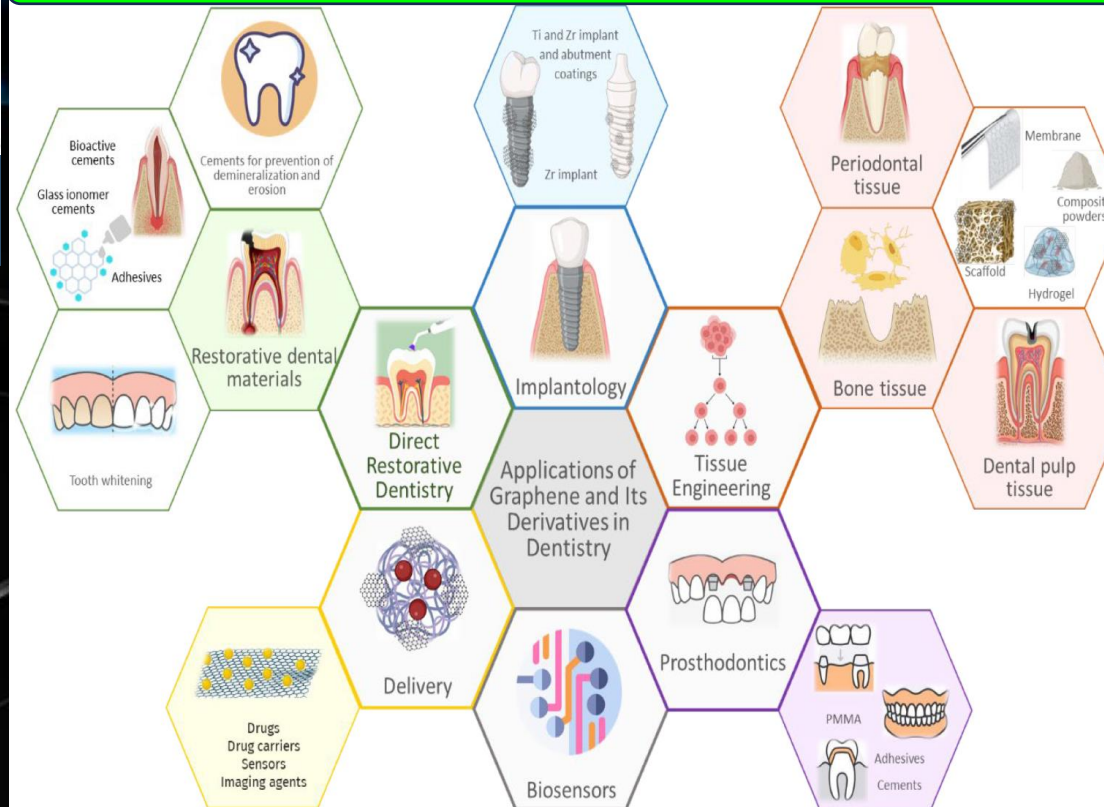 Cements for prevention of
demineralization and
erosion
Bioactive
cements
Glass ionomer
cements
Adhesives
Restorative dental
materials
Tooth whitening
Direct
Restorative
Dentistry
Ti and Zr implant
and abutment
coatings
Zr implant
Implantology
Applications of
Graphene and Its
Derivatives in
Dentistry
Tissue
Engineering
Periodontal
tissue
Membrane
Composit
powders
Scaffold
Hydrogel
Bone tissue
Dental pulp
tissue
Delivery
Drugs
Drug carriers
Sensors
Imaging agents
Biosensors
Prosthodontics
PMMA
Adhesives
Cements